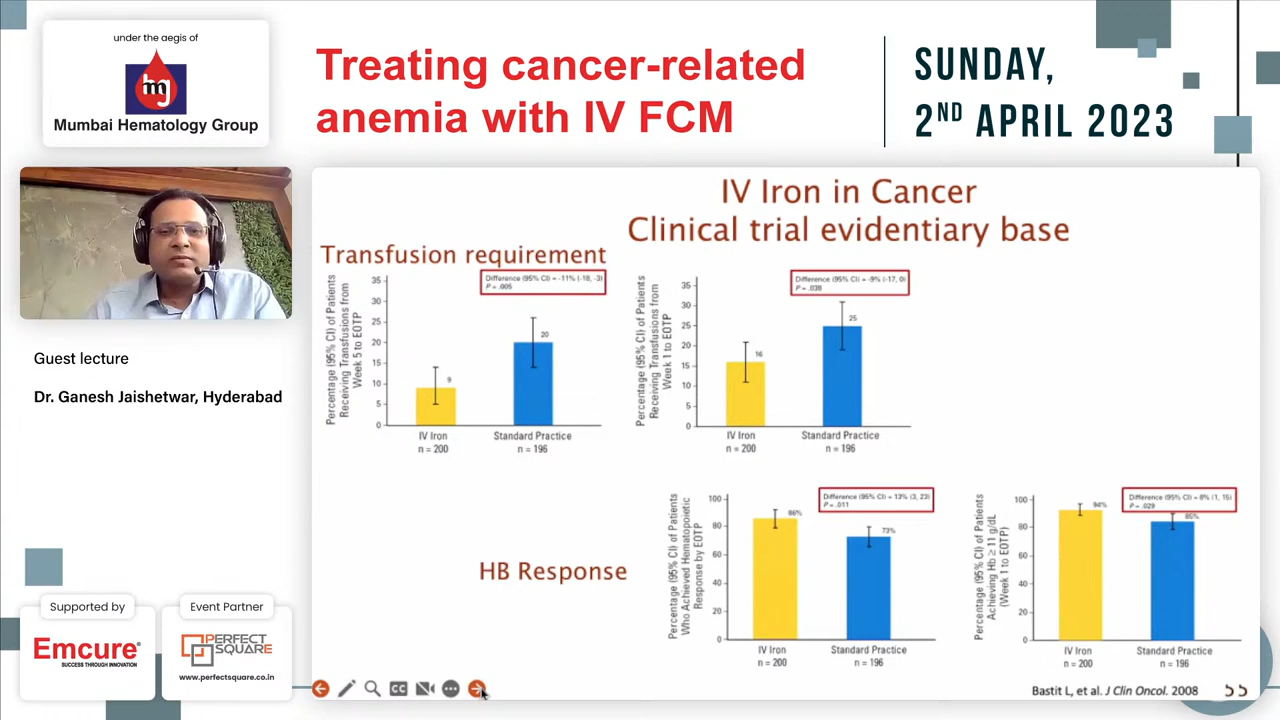 under the aegis of
Mumbai Hematology Group
Treating cancer-related
anemia with IV FCM
SUNDAY,
2ND APRIL 2023
Guest lecture
Dr. Ganesh Jaishetwar, Hyderabad
Supported by
Emcure®
SUCCESS THROUGH INNOVATION
Event Partner
PERFECT
SQUARE
www.perfectsquare.co.in
IV Iron in Cancer
Clinical trial evidentiary base
Transfusion requirement
Percentage (95% CI) of Patients
Receiving Transfusions from
Week 5 to EOTP
35
30
25
20
15
10
5
0
Difference (95% CI) = -11% (-18, -3)
P = .005
9
20
IV Iron
n = 200
Standard Practice
n = 196
Percentage (95% CI) of Patients
Receiving Transfusions from
Week 1 to EOTP
35
30
25
20
15
10
5
0
Difference (95% CI) = -9% (-17, 0)
P = .038
16
25
IV Iron
n = 200
Standard Practice
n = 196
HB Response
Percentage (95% CI) of Patients
Who Achieved Hematopoietic
Response by EOTP
100
80
60
40
20
0
Difference (95% CI) = 13% (3, 23)
P = .011
86%
73%
IV Iron
n = 200
Standard Practice
n = 196
Percentage (95% CI) of Patients
Achieving Hb ≥ 11 g/dL
(Week 1 to EOTP)
100
80
60
40
20
0
Difference (95% CI) = 8% (1, 15)
P = .029
94%
85%
IV Iron
n = 200
Standard Practice
n = 196
CC
Bastit L, et al. J Clin Oncol. 2008
55